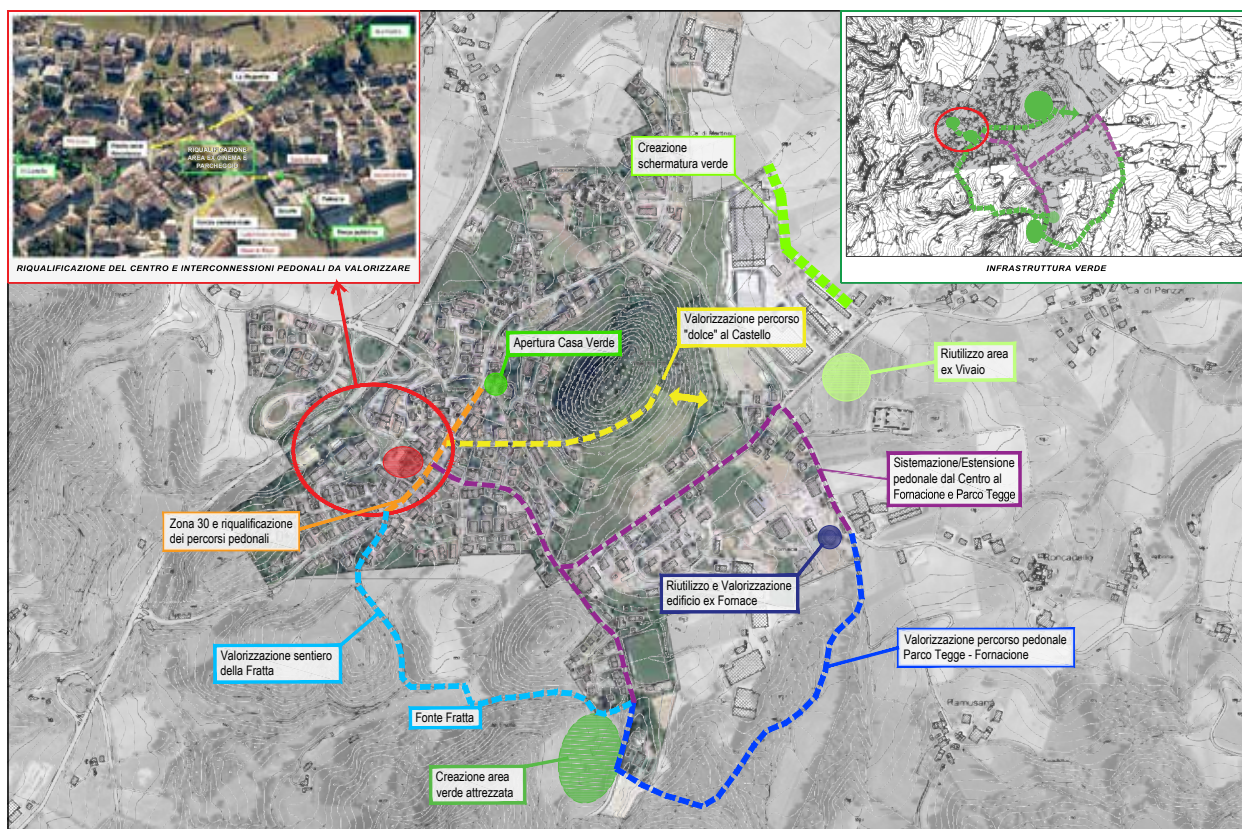 RIQUALIFICAZIONE
AREA EX CINEMA E
PARCHEGGIO
RIQUALIFICAZIONE DEL CENTRO E INTERCONNESSIONI PEDONALI DA VALORIZZARE
INFRASTRUTTURA VERDE
Creazione
schermatura verde
Valorizzazione percorso
"dolce" al Castello
Apertura Casa Verde
Riutilizzo area
ex Vivaio
Sistemazione/Estensione
pedonale dal Centro al
Fornacione e Parco Tegge
Zona 30 e riqualificazione
dei percorsi pedonali
Roncadello
Riutilizzo e Valorizzazione
edificio ex Fornace
Valorizzazione percorso pedonale
Parco Tegge - Fornacione
Valorizzazione sentiero
della Fratta
Ramusana
Fonte Fratta
Creazione area
verde attrezzata